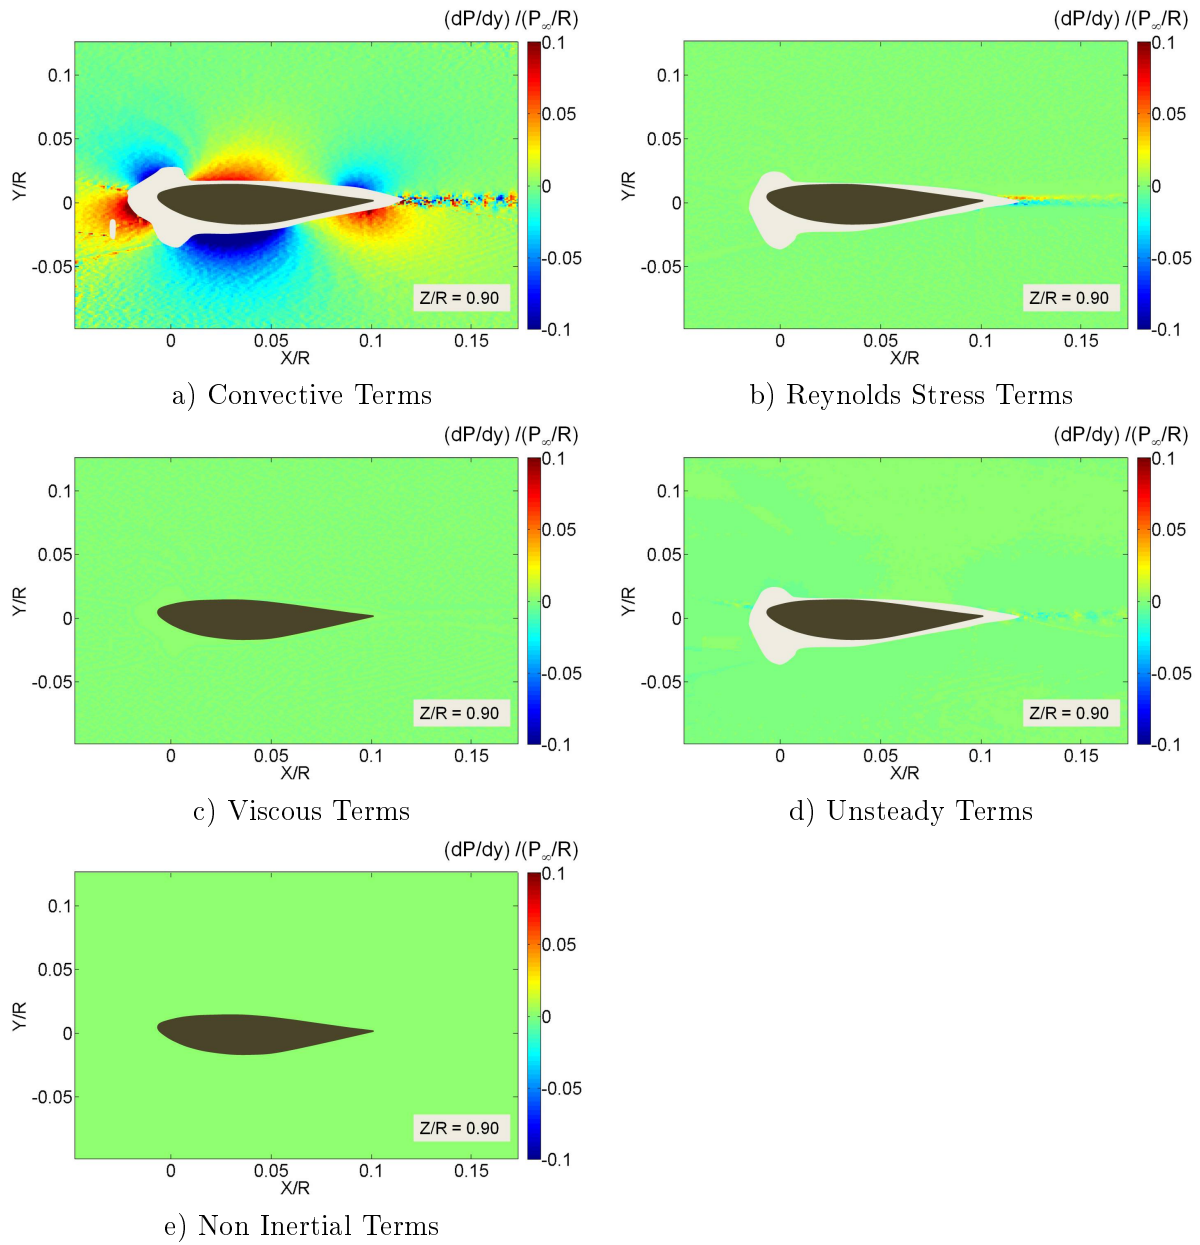 (dP/dy) /(P∞/R)
0.1
0.05
0
-0.05
-0.1
0.1
0.05
0
-0.05
Y/R
Z/R = 0.90
0 0.05 0.1 0.15
X/R
a) Convective Terms
(dP/dy) /(P∞/R)
0.1
0.05
0
-0.05
-0.1
0.1
0.05
0
-0.05
Y/R
Z/R = 0.90
0 0.05 0.1 0.15
X/R
b) Reynolds Stress Terms
(dP/dy) /(P∞/R)
0.1
0.05
0
-0.05
-0.1
0.1
0.05
0
-0.05
Y/R
Z/R = 0.90
0 0.05 0.1 0.15
X/R
c) Viscous Terms
(dP/dy) /(P∞/R)
0.1
0.05
0
-0.05
-0.1
0.1
0.05
0
-0.05
Y/R
Z/R = 0.90
0 0.05 0.1 0.15
X/R
d) Unsteady Terms
(dP/dy) /(P∞/R)
0.1
0.05
0
-0.05
-0.1
0.1
0.05
0
-0.05
Y/R
Z/R = 0.90
0 0.05 0.1 0.15
X/R
e) Non Inertial Terms